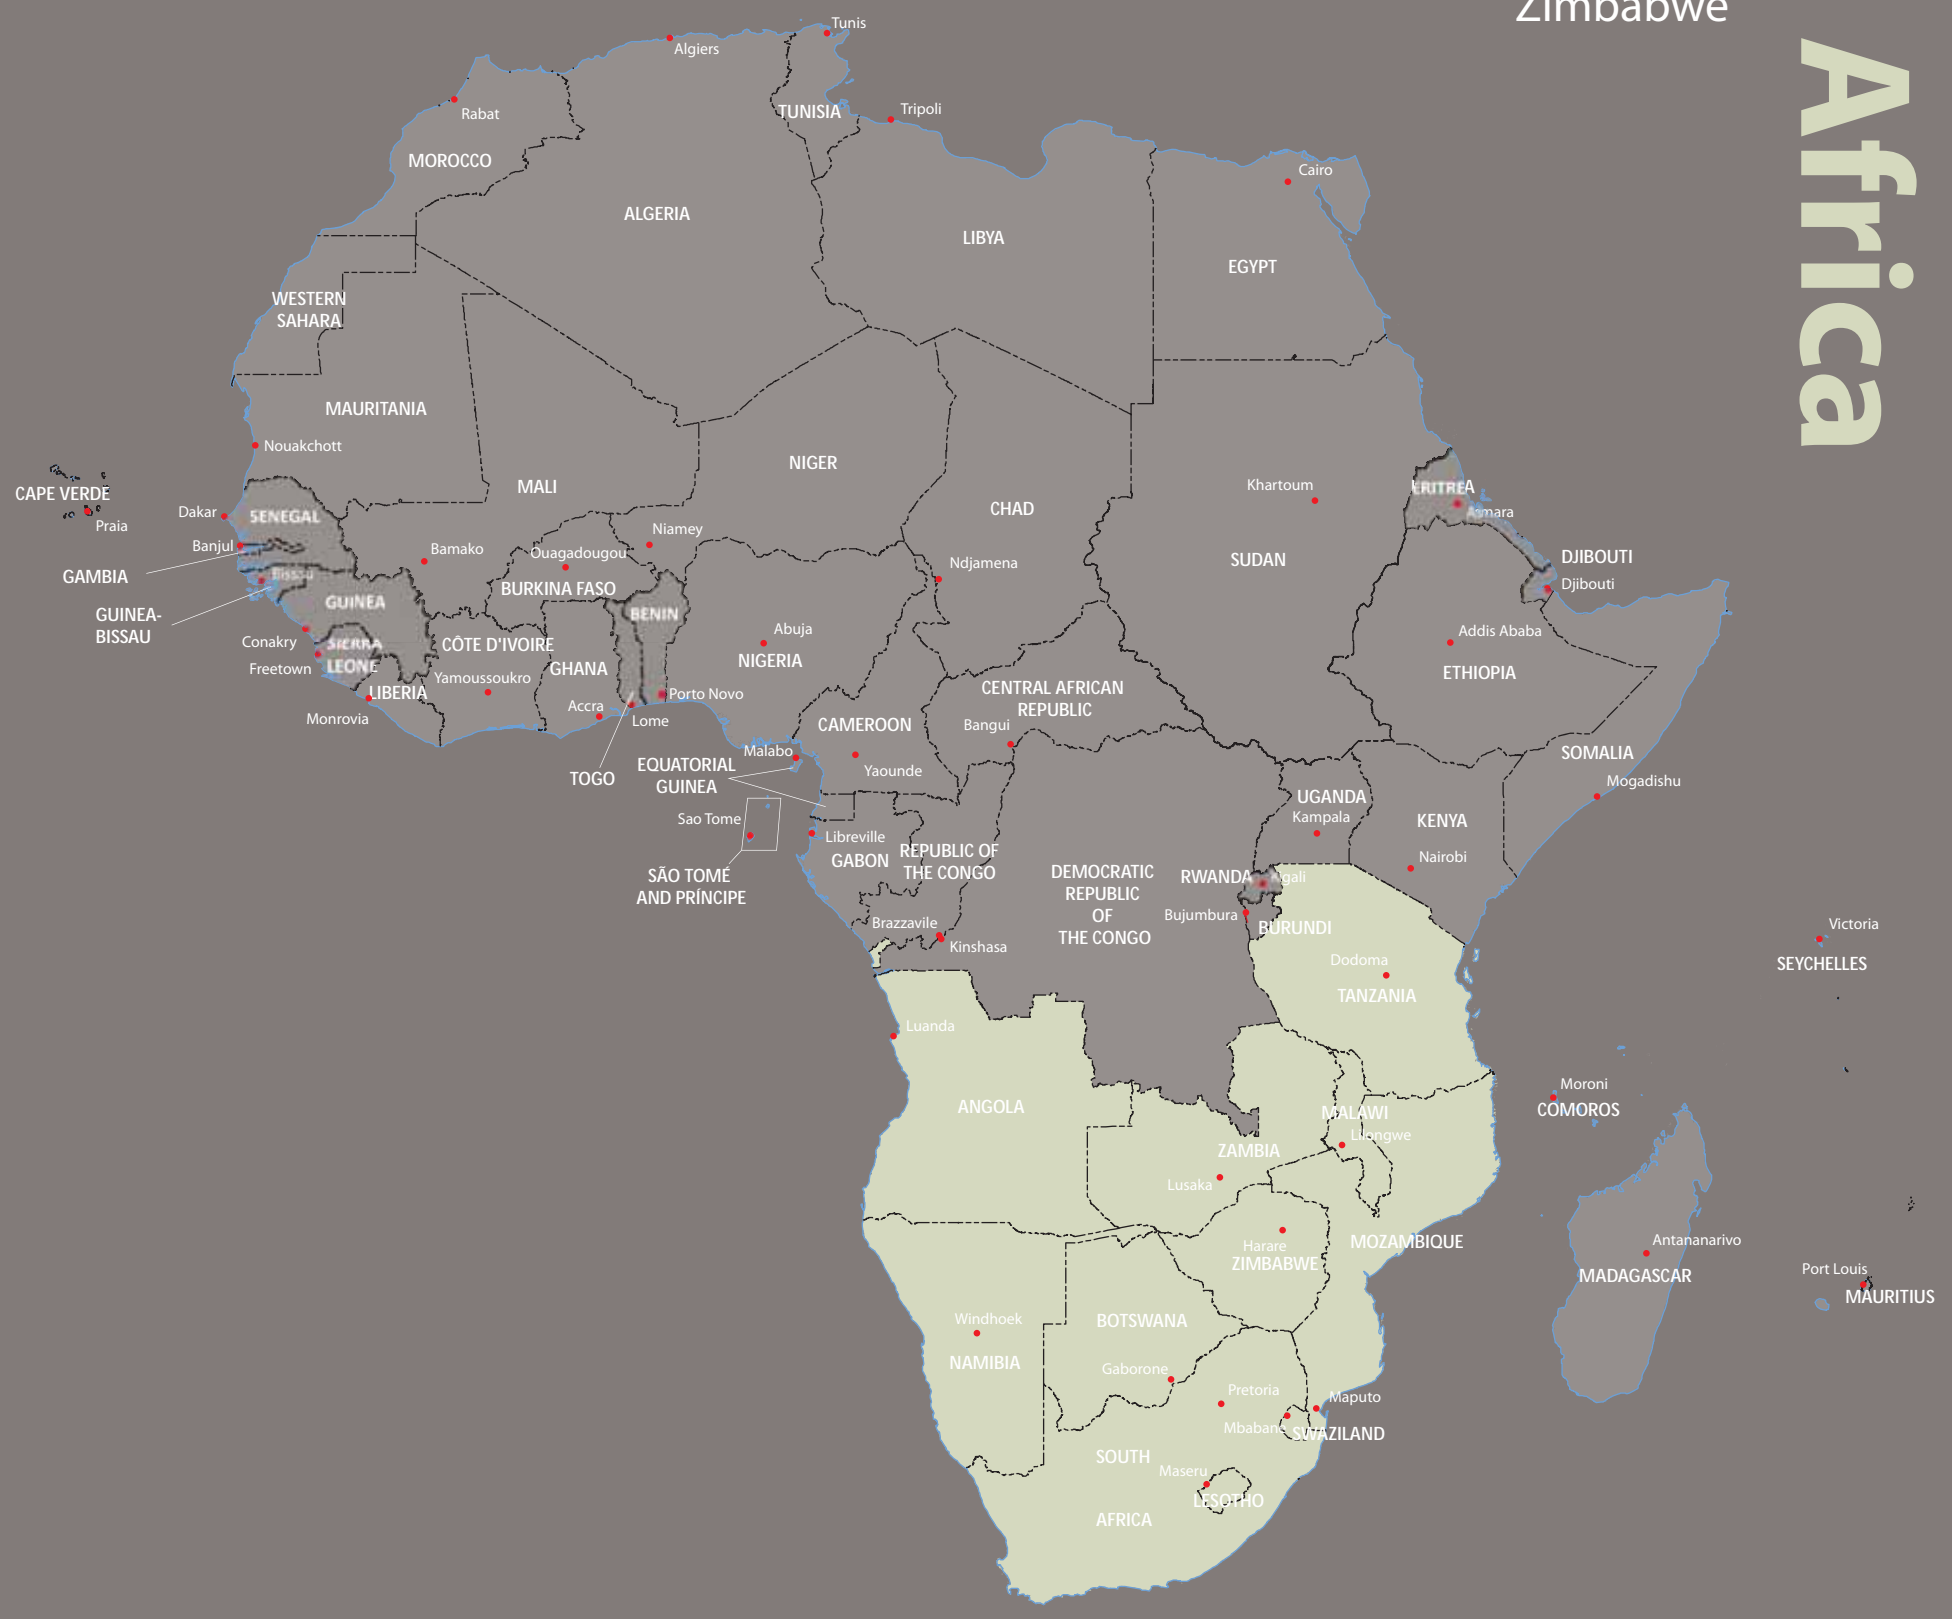 Zimbabwe
Africa
Tunis
Algiers
Rabat
TUNISIA
Tripoli
MOROCCO
Cairo
ALGERIA
LIBYA
EGYPT
WESTERN
SAHARA
MAURITANIA
Nouakchott
NIGER
MALI
CHAD
Khartoum
ERITREA
Asmara
CAPE VERDE
Praia
Dakar
SENEGAL
Banjul
GAMBIA
Bissau
GUINEA-
BISSAU
Bamako
Ouagadougou
BURKINA FASO
Niamey
Ndjamena
SUDAN
DJIBOUTI
Djibouti
GUINEA
BENIN
Conakry
SIERRA
LEONE
Freetown
CÔTE D'IVOIRE
GHANA
Abuja
NIGERIA
Addis Ababa
ETHIOPIA
LIBERIA
Monrovia
Yamoussoukro
Accra
Lome
Porto Novo
TOGO
CENTRAL AFRICAN
REPUBLIC
Bangui
CAMEROON
Yaounde
Malabo
EQUATORIAL
GUINEA
SOMALIA
Mogadishu
UGANDA
Kampala
KENYA
Nairobi
Sao Tome
SÃO TOMÉ
AND PRÍNCIPE
Libreville
GABON
REPUBLIC OF
THE CONGO
DEMOCRATIC
REPUBLIC
OF
THE CONGO
RWANDA
Kigali
Bujumbura
BURUNDI
Brazzavile
Kinshasa
Dodoma
TANZANIA
Victoria
SEYCHELLES
Luanda
ANGOLA
MALAWI
Lilongwe
Moroni
COMOROS
ZAMBIA
Lusaka
Harare
ZIMBABWE
MOZAMBIQUE
Antananarivo
MADAGASCAR
Port Louis
MAURITIUS
Windhoek
NAMIBIA
BOTSWANA
Gaborone
Pretoria
Maputo
Mbabane
SWAZILAND
SOUTH
AFRICA
Maseru
LESOTHO